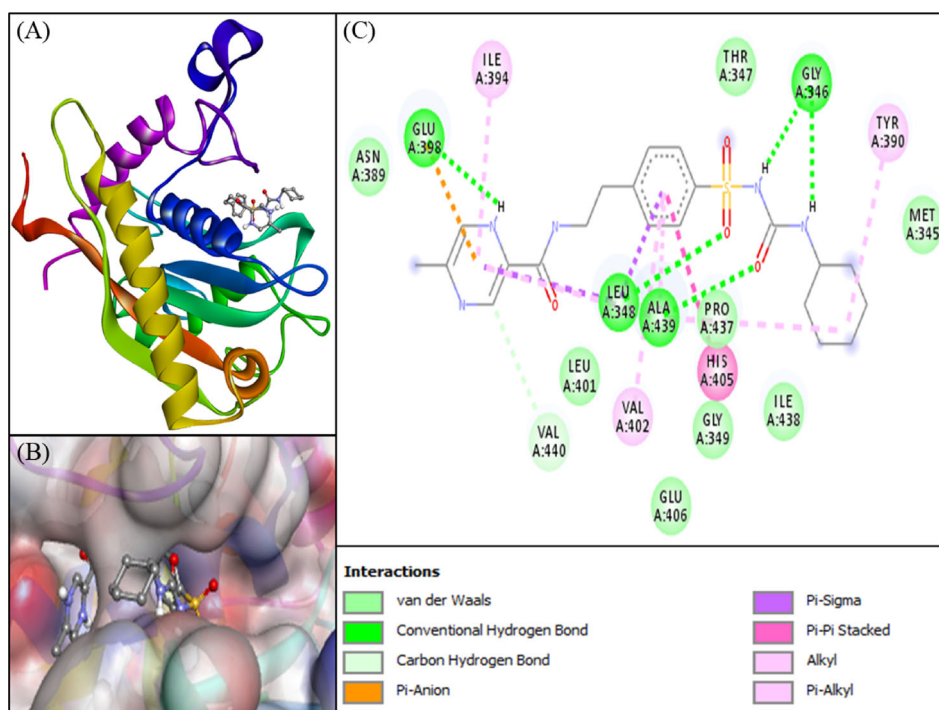 (A)
(B)
(C)
ILE
A:394
THR
A:347
GLY
A:346
GLU
A:398
TYR
A:390
ASN
A:389
H
H
H
N
N
N
N
N
O
O
O
O
MET
A:345
LEU
A:348
ALA
A:439
PRO
A:437
LEU
A:401
HIS
A:405
VAL
A:402
ILE
A:438
GLY
A:349
VAL
A:440
GLU
A:406
Interactions
van der Waals
Conventional Hydrogen Bond
Carbon Hydrogen Bond
Pi-Anion
Pi-Sigma
Pi-Pi Stacked
Alkyl
Pi-Alkyl